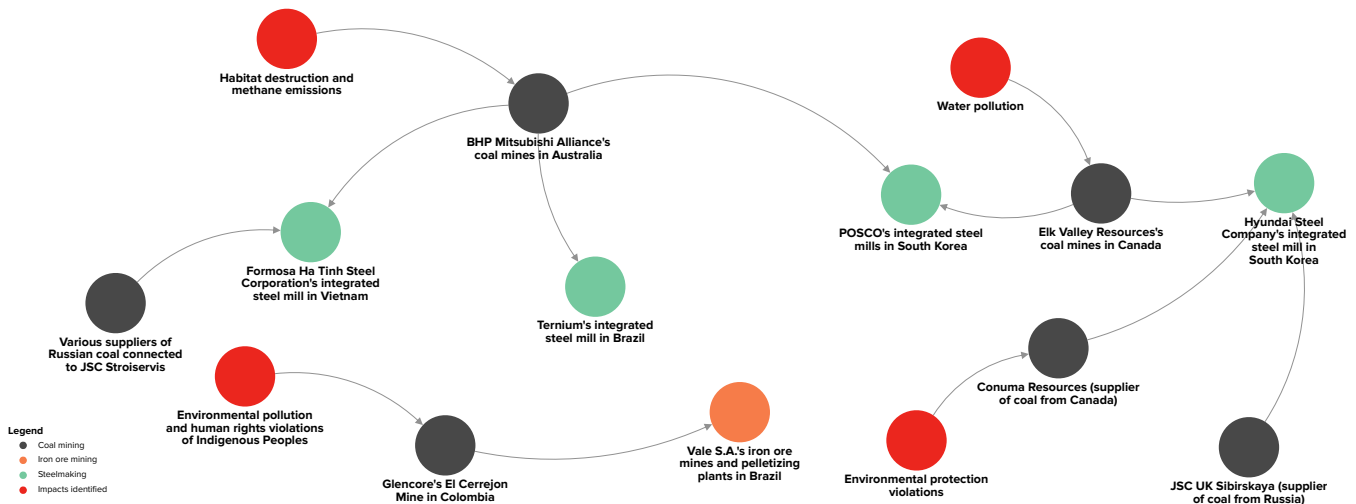 Habitat destruction and
methane emissions
Water pollution
BHP Mitsubishi Alliance's
coal mines in Australia
POSCO's integrated steel
mills in South Korea
Elk Valley Resources's
coal mines in Canada
Hyundai Steel
Company's integrated
steel mill in
South Korea
Formosa Ha Tinh Steel
Corporation's integrated
steel mill in Vietnam
Ternium's integrated
steel mill in Brazil
Various suppliers of
Russian coal connected
to JSC Stroiservis
Environmental pollution
and human rights violations
of Indigenous Peoples
Conuma Resources (supplier
of coal from Canada)
Glencore's El Cerrejon
Mine in Colombia
Vale S.A.'s iron ore
mines and pelletizing
plants in Brazil
Environmental protection
violations
JSC UK Sibirskaya (supplier
of coal from Russia)
Legend
Coal mining
Iron ore mining
Steelmaking
Impacts identified